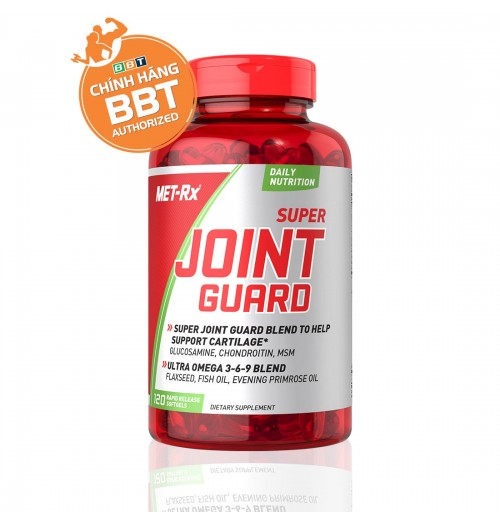 BBT
CHÍNH HÃNG
BBT
AUTHORIZED
MET-Rx®
DAILY
NUTRITION
SUPER
JOINT
GUARD
» SUPER JOINT GUARD BLEND TO HELP
SUPPORT CARTILAGE*
GLUCOSAMINE, CHONDROITIN, MSM
» ULTRA OMEGA 3-6-9 BLEND
FLAXSEED, FISH OIL, EVENING PRIMROSE OIL
120 RAPID RELEASE
SOFTGELS
DIETARY SUPPLEMENT